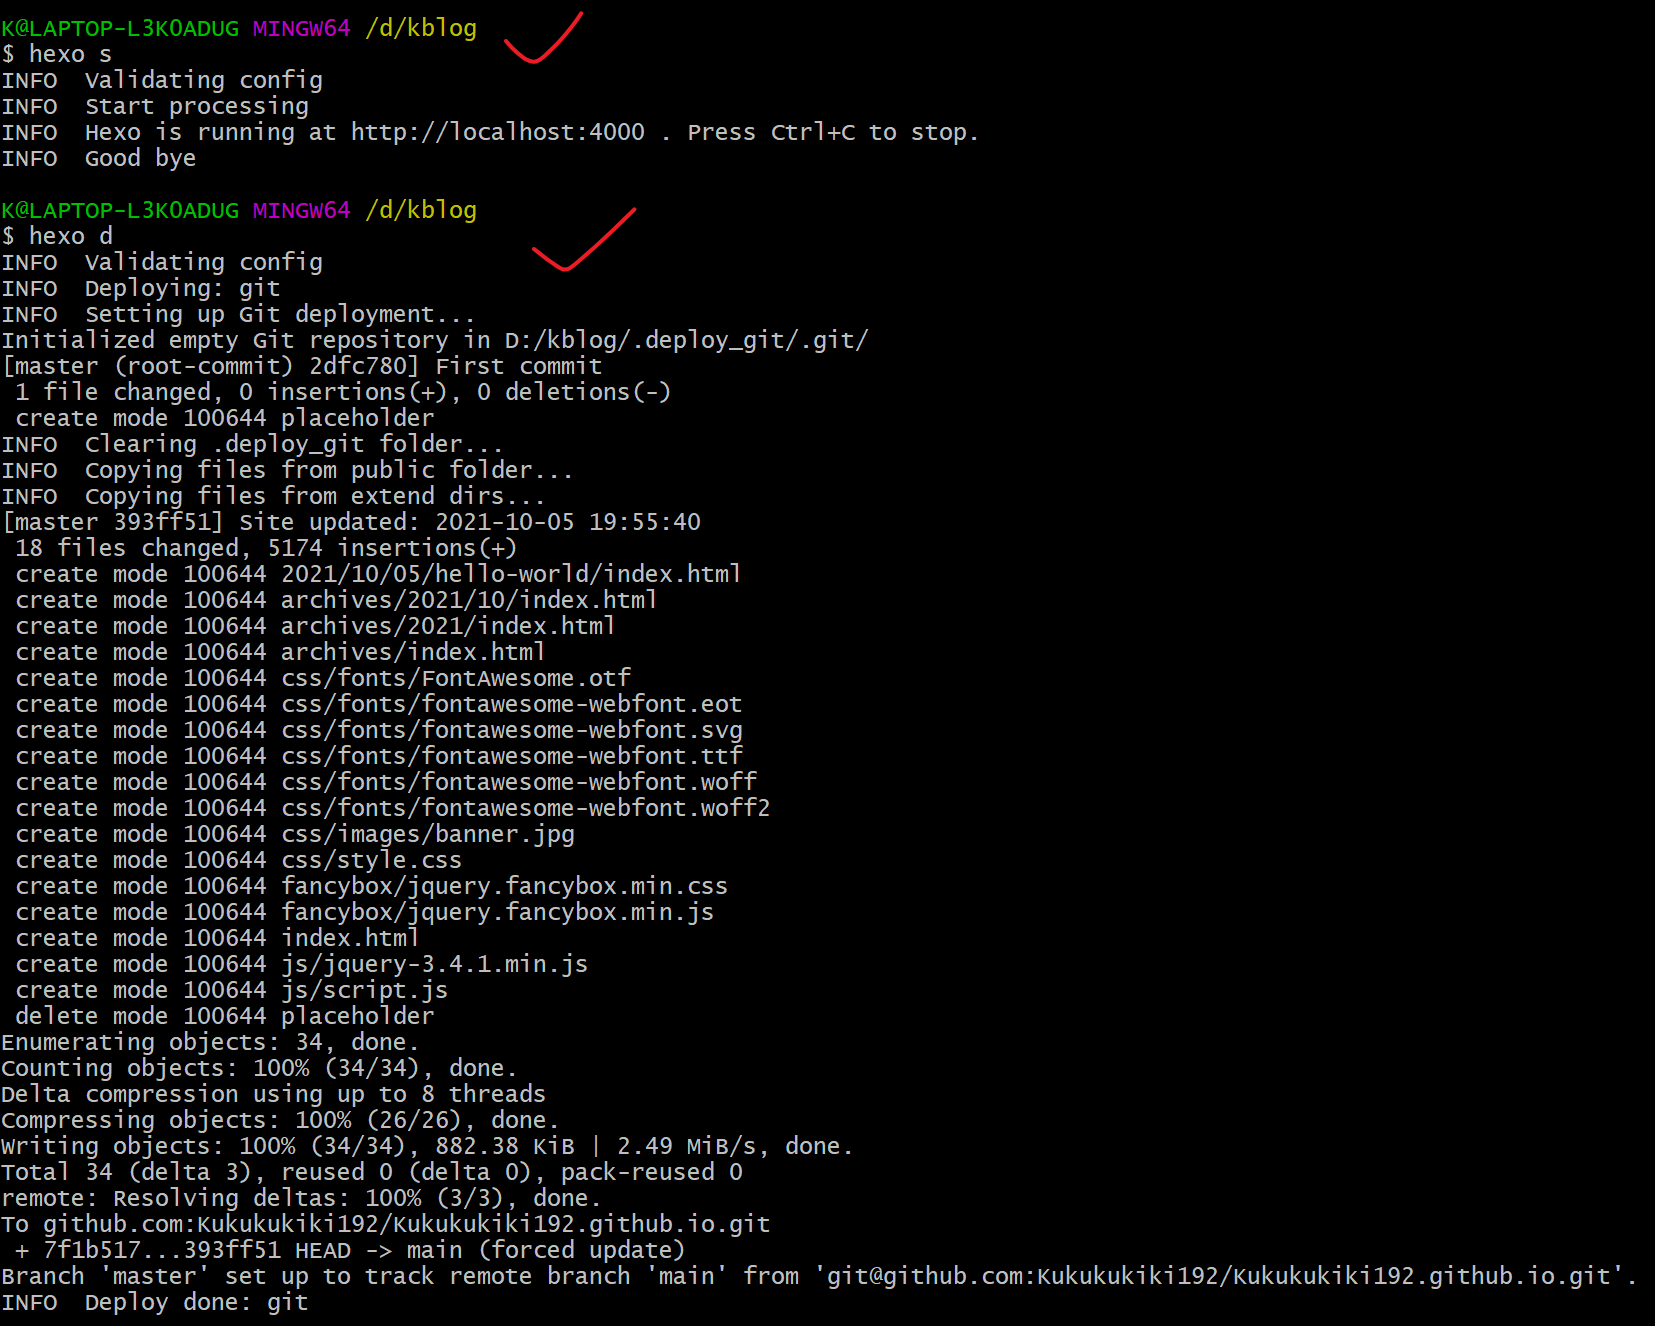 K@LAPTOP-L3KOADUG MINGW64 /d/kblog
$ hexo s
INFO  Validating config
INFO  Start processing
INFO  Hexo is running at http://localhost:4000 . Press Ctrl+C to stop.
INFO  Good bye
K@LAPTOP-L3KOADUG MINGW64 /d/kblog
$ hexo d
INFO  Validating config
INFO  Deploying: git
INFO  Setting up Git deployment...
Initialized empty Git repository in D:/kblog/.deploy_git/.git/
[master (root-commit) 2dfc780] First commit
 1 file changed, 0 insertions(+), 0 deletions(-)
 create mode 100644 placeholder
INFO  Clearing .deploy_git folder...
INFO  Copying files from public folder...
INFO  Copying files from extend dirs...
[master 393ff51] Site updated: 2021-10-05 19:55:40
 18 files changed, 5174 insertions(+)
 create mode 100644 2021/10/05/hello-world/index.html
 create mode 100644 archives/2021/10/index.html
 create mode 100644 archives/2021/index.html
 create mode 100644 archives/index.html
 create mode 100644 css/fonts/FontAwesome.otf
 create mode 100644 css/fonts/fontawesome-webfont.eot
 create mode 100644 css/fonts/fontawesome-webfont.svg
 create mode 100644 css/fonts/fontawesome-webfont.ttf
 create mode 100644 css/fonts/fontawesome-webfont.woff
 create mode 100644 css/fonts/fontawesome-webfont.woff2
 create mode 100644 css/images/banner.jpg
 create mode 100644 css/style.css
 create mode 100644 fancybox/jquery.fancybox.min.css
 create mode 100644 fancybox/jquery.fancybox.min.js
 create mode 100644 index.html
 create mode 100644 js/jquery-3.4.1.min.js
 create mode 100644 js/script.js
 delete mode 100644 placeholder
Enumerating objects: 34, done.
Counting objects: 100% (34/34), done.
Delta compression using up to 8 threads
Compressing objects: 100% (26/26), done.
Writing objects: 100% (34/34), 882.38 KiB | 2.49 MiB/s, done.
Total 34 (delta 3), reused 0 (delta 0), pack-reused 0
remote: Resolving deltas: 100% (3/3), done.
To github.com:Kukukukiki192/Kukukukiki192.github.io.git
 + 7f1b517...393ff51 HEAD -> main (forced update)
Branch 'master' set up to track remote branch 'main' from 'git@github.com:Kukukukiki192/Kukukukiki192.github.io.git'.
INFO  Deploy done: git